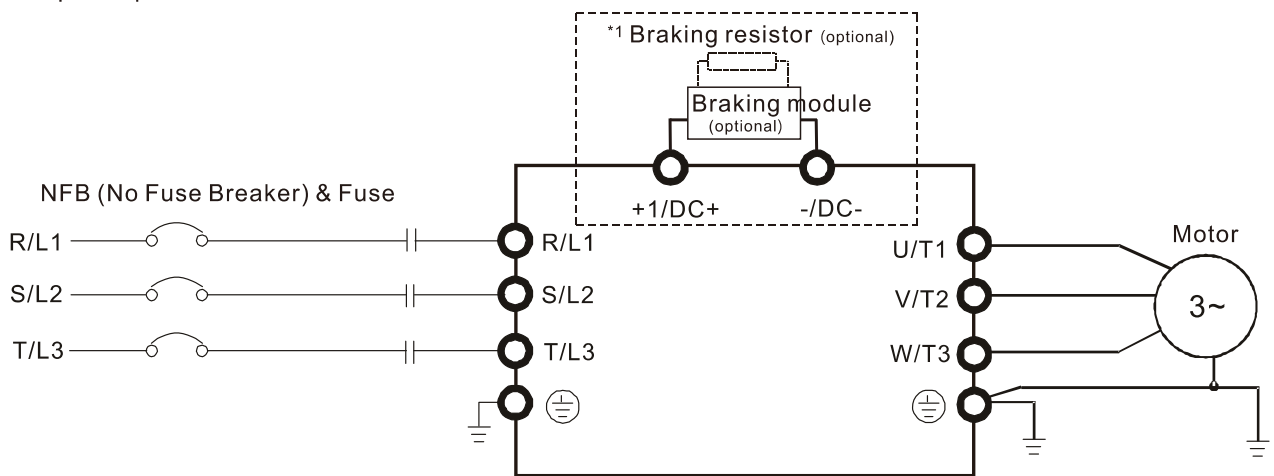 *1 Braking resistor (optional)
Braking module
(optional)
+1/DC+ -/DC-
NFB (No Fuse Breaker) & Fuse
R/L1 R/L1 U/T1 Motor
S/L2 S/L2 V/T2 3~
T/L3 T/L3 W/T3